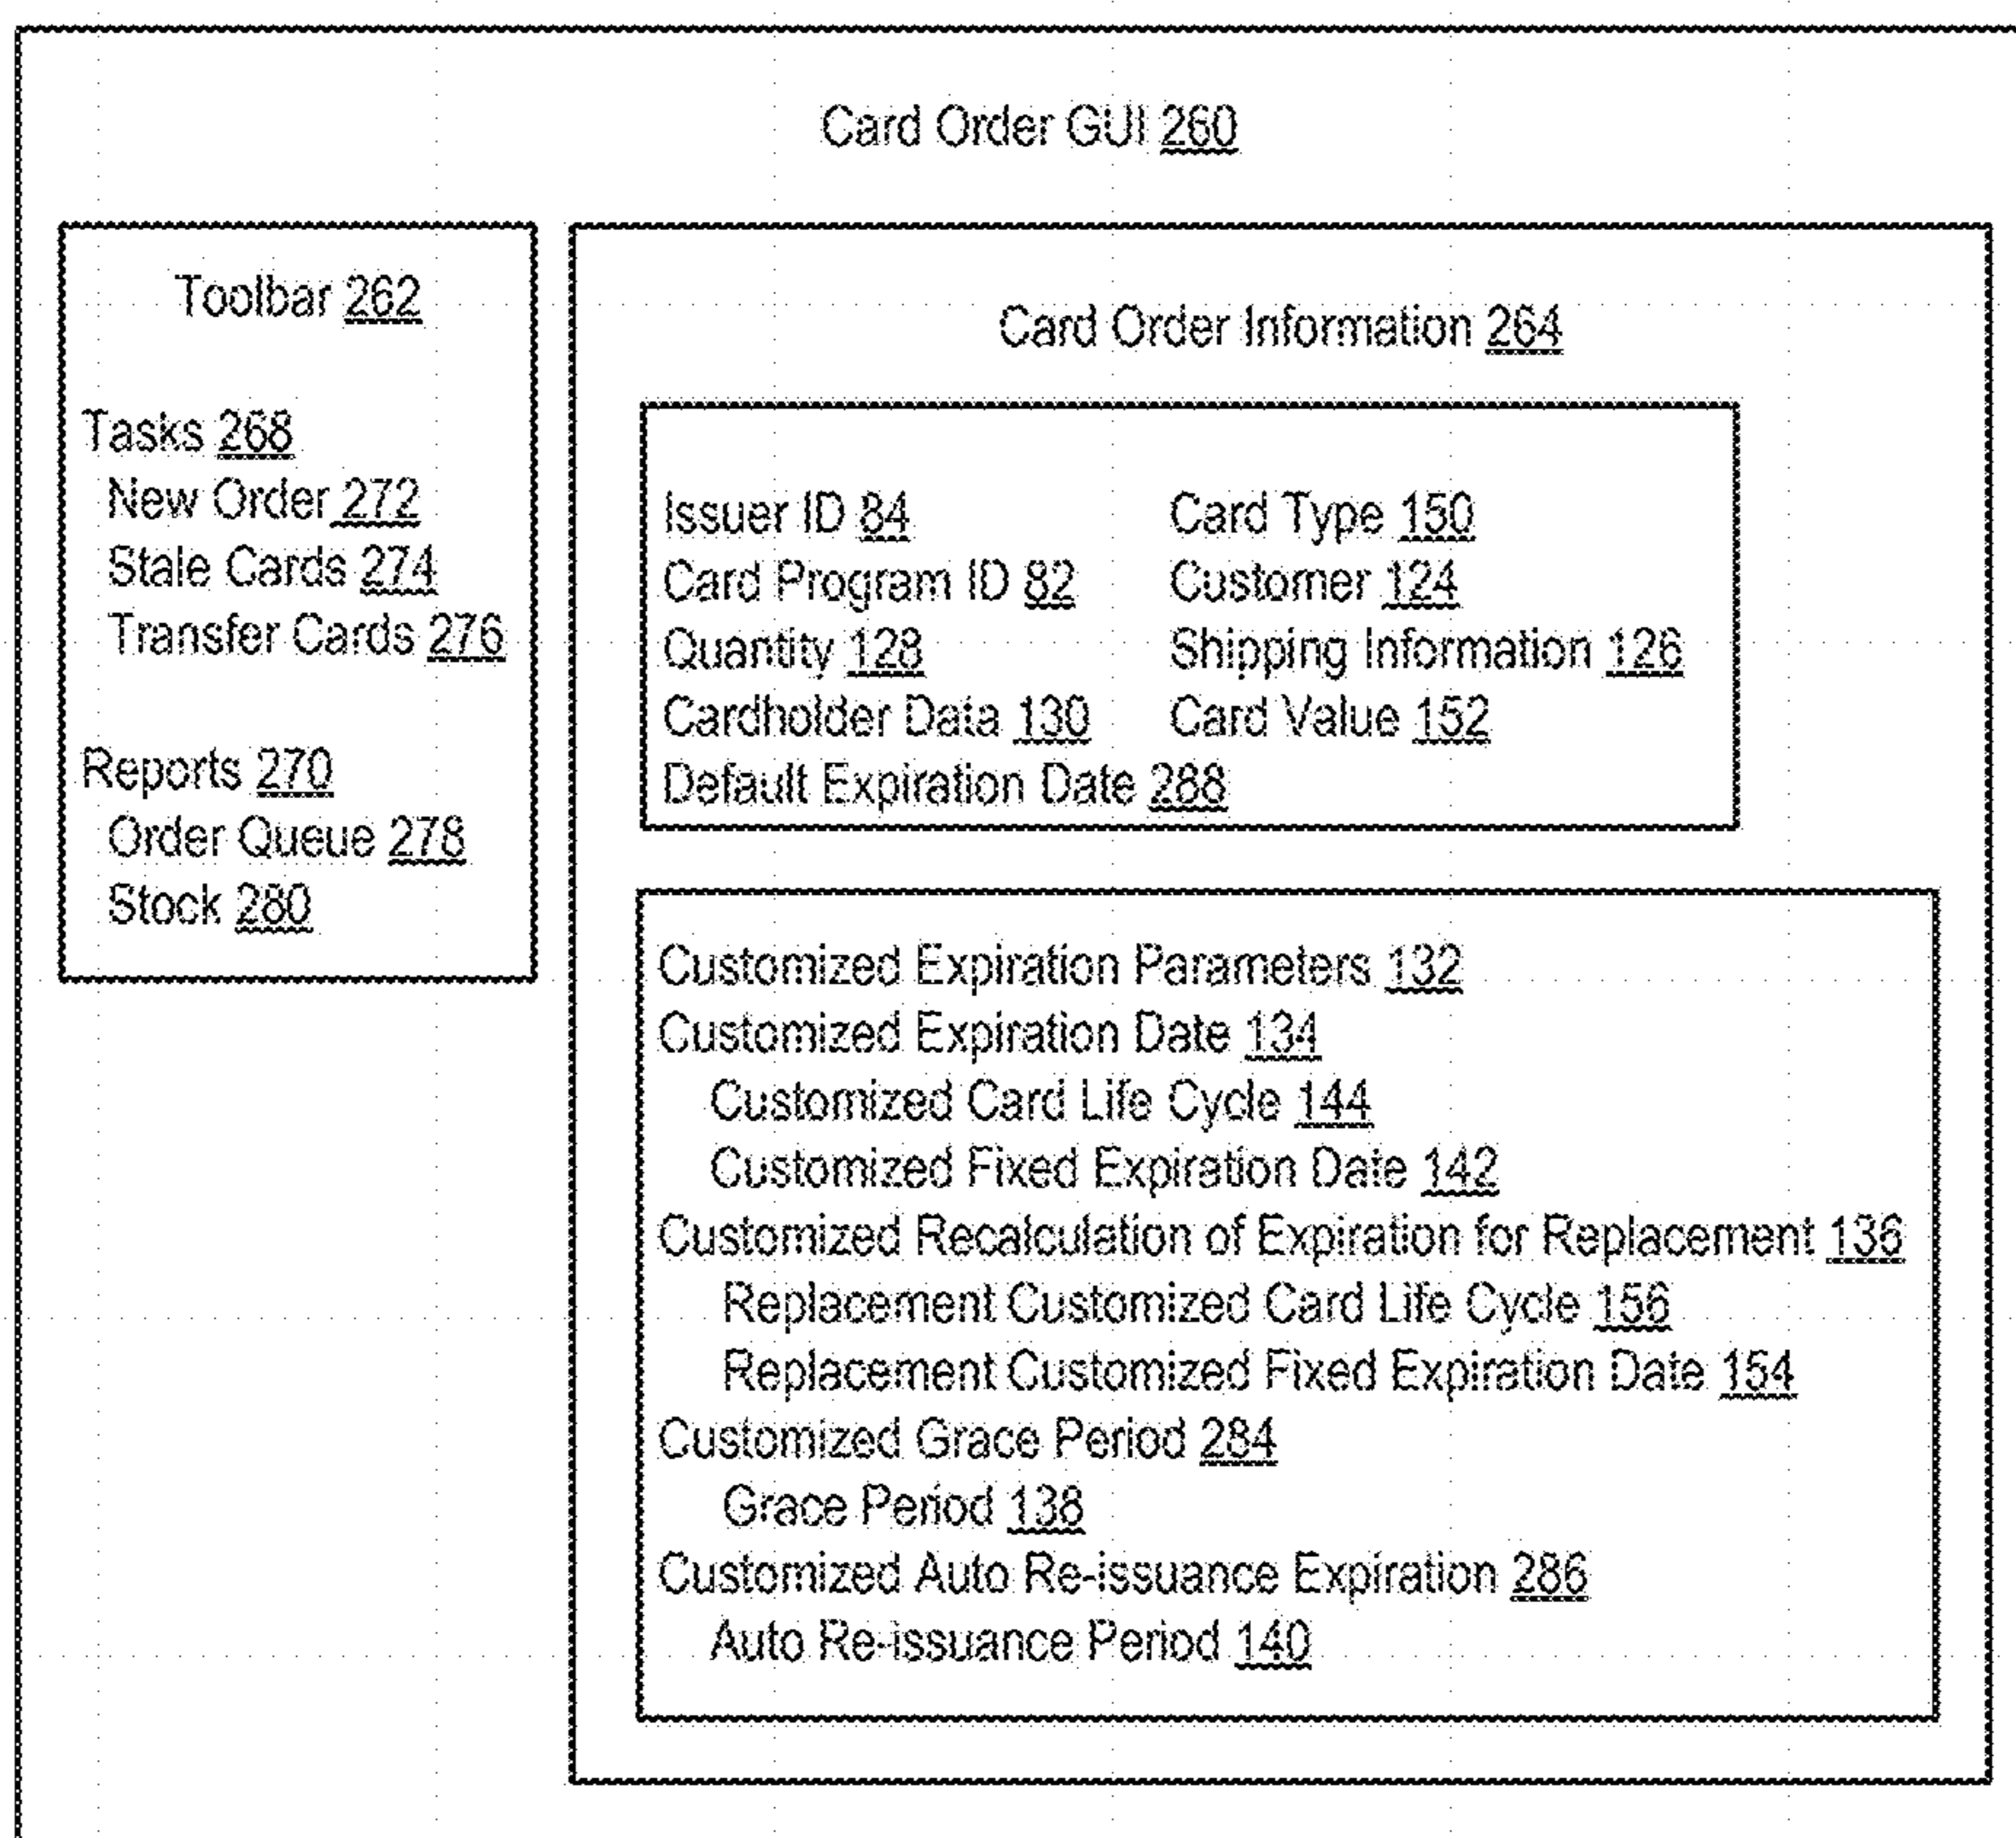 Card Order GUI 260
Toolbar 262
Tasks 268
New Order 272
Stale Cards 274
Transfer Cards 276
Reports 270
Order Queue 278
Stock 280
Card Order Information 264
Issuer ID 84
Card Program ID 82
Quantity 128
Cardholder Data 130
Default Expiration Date 288
Card Type 150
Customer 124
Shipping Information 126
Card Value 152
Customized Expiration Parameters 132
Customized Expiration Date 134
Customized Card Life Cycle 144
Customized Fixed Expiration Date 142
Customized Recalculation of Expiration for Replacement 136
Replacement Customized Card Life Cycle 156
Replacement Customized Fixed Expiration Date 154
Customized Grace Period 284
Grace Period 138
Customized Auto Re-issuance Expiration 286
Auto Re-issuance Period 140